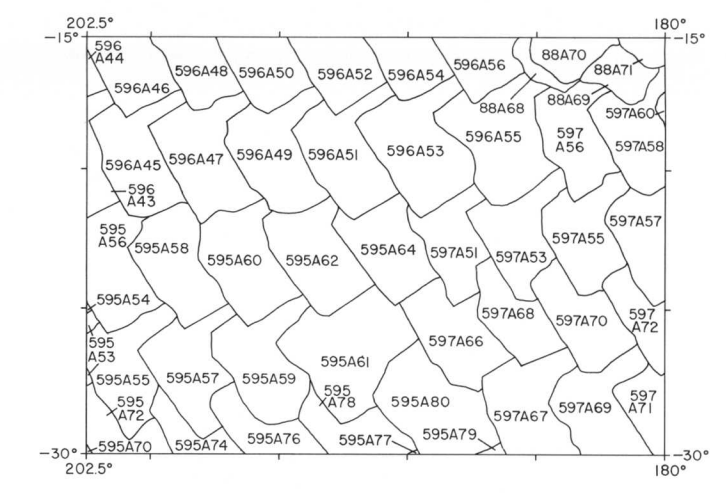 202.5°
180°
-15°
-15°
596
A44
596A46
596A48
596A50
596A52
596A54
596A56
88A70
88A71
88A68
88A69
597A60
596A45
596
A43
596A47
596A49
596A51
596A53
596A55
597
A56
597A58
595
A56
595A58
595A60
595A62
595A64
597A51
597A53
597A55
597A57
595A54
595
A53
595A55
595
A72
595A57
595A59
595A61
595
A78
597A66
597A68
597A70
597
A72
595A70
595A74
595A76
595A77
595A80
595A79
597A67
597A69
597
A71
-30°
-30°
202.5°
180°